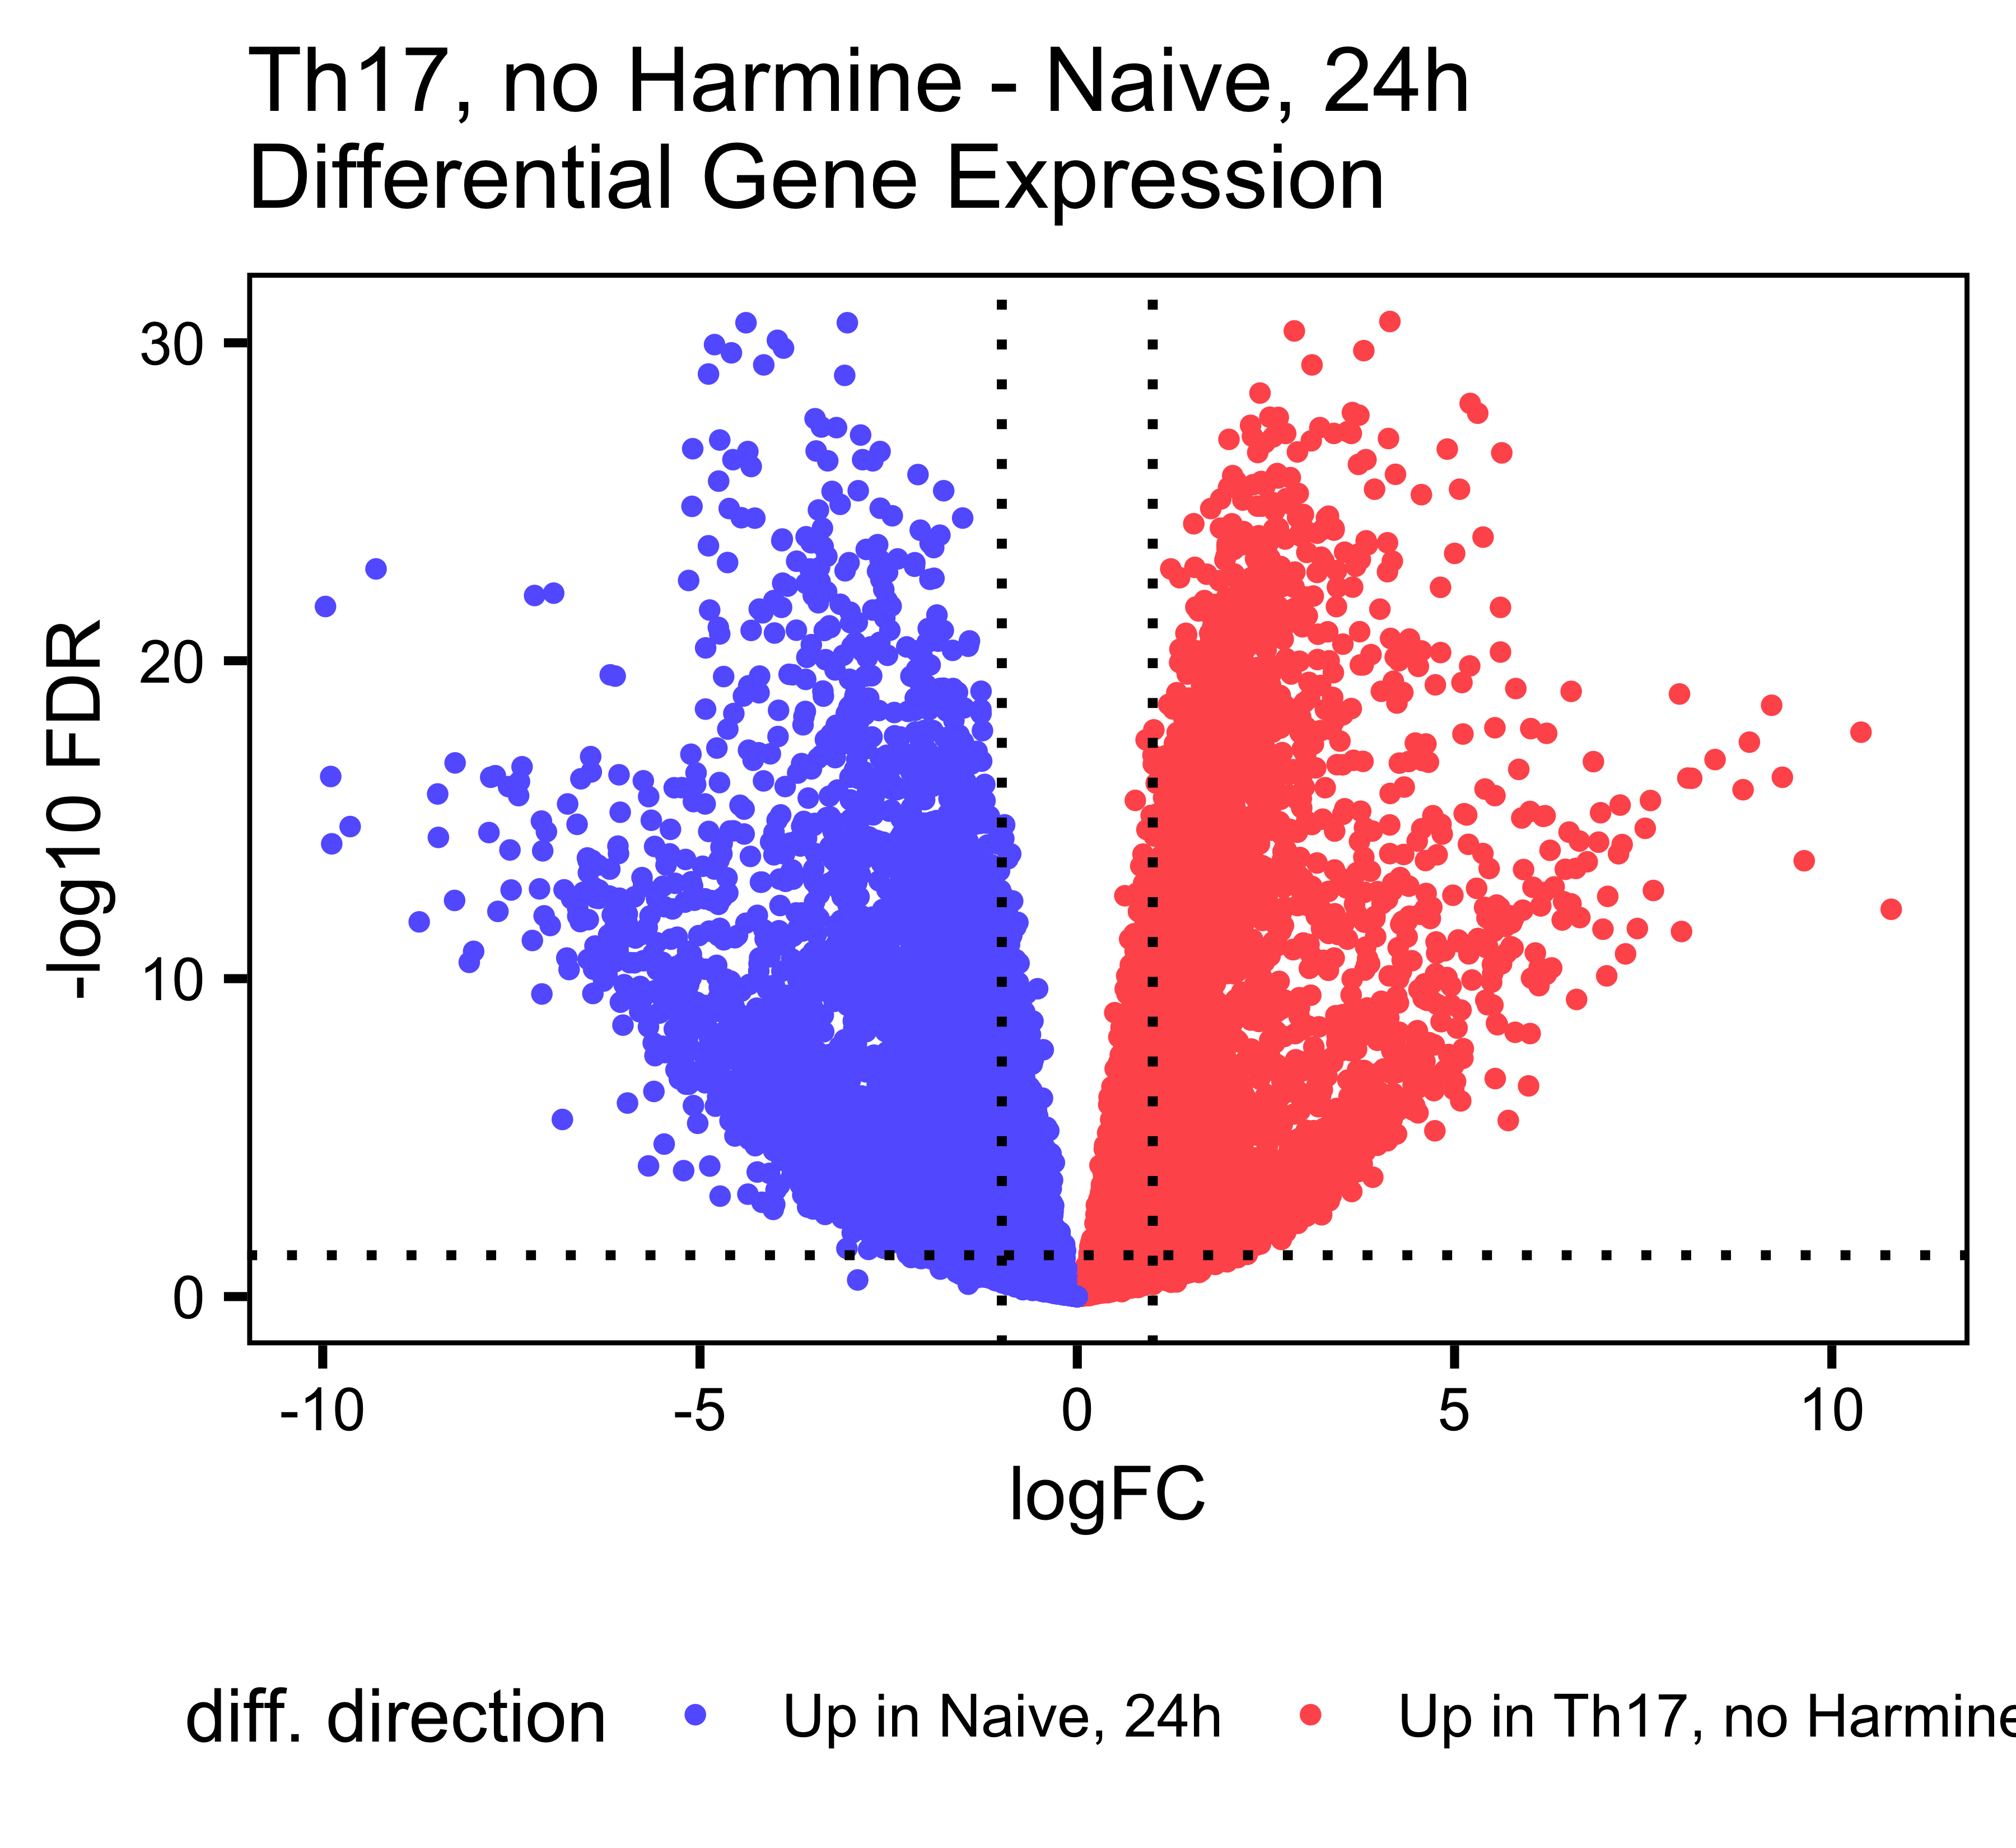 Th17, no Harmine - Naive, 24h
Differential Gene Expression
-log10 FDR
30
20
10
0
-10 -5 0 5 10
logFC
diff. direction Up in Naive, 24h Up in Th17, no Harmine